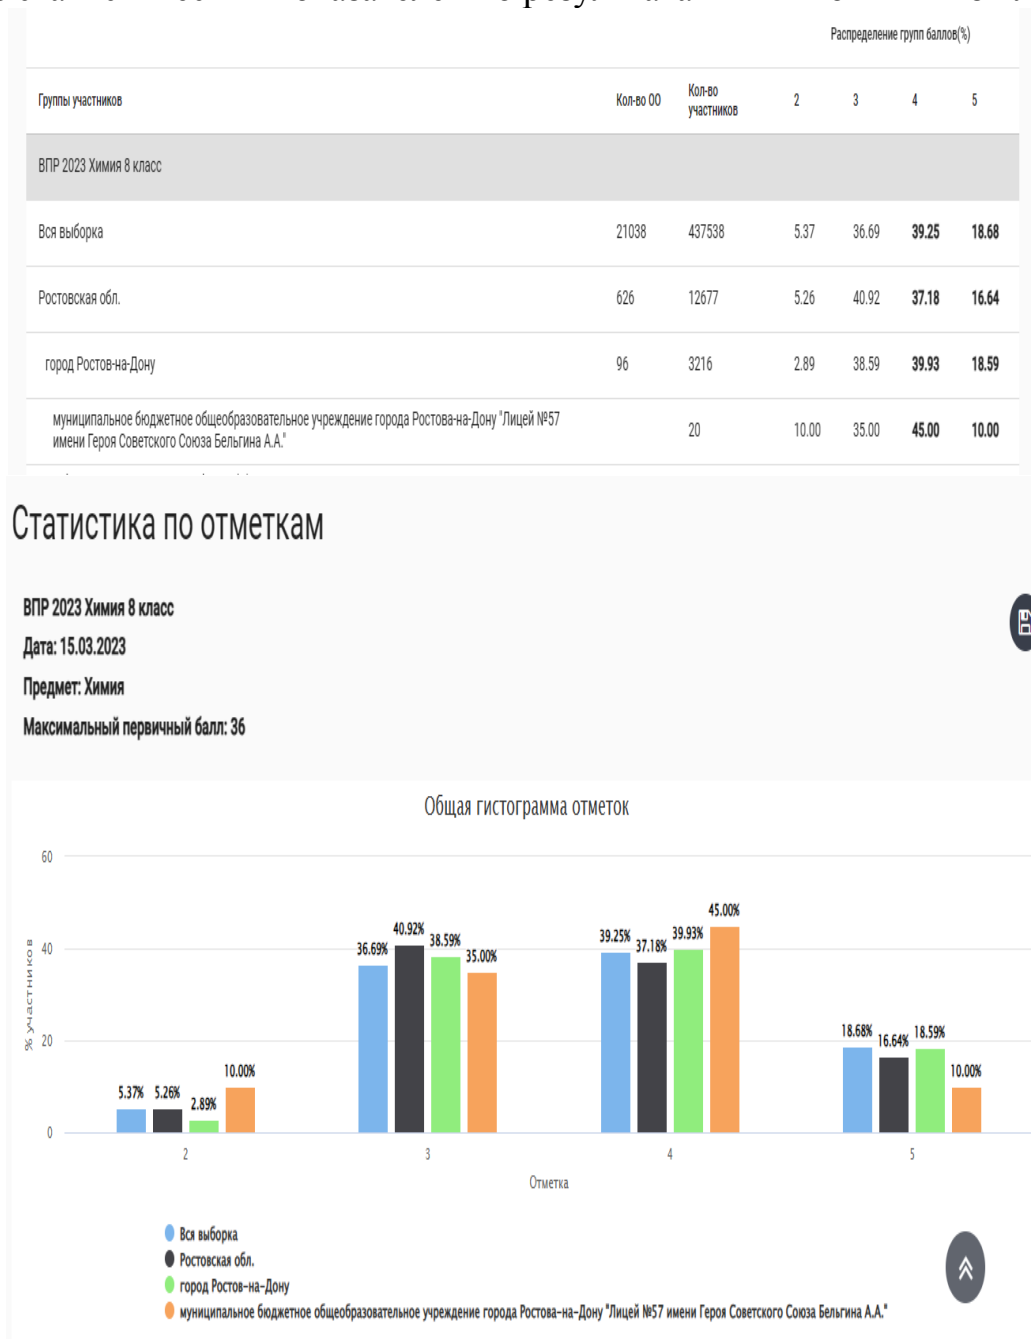 Распределение групп баллов(%)
Группы участников Кол-во ОО Кол-во участников 2 3 4 5
ВПР 2023 Химия 8 класс
Вся выборка 21038 437538 5.37 36.69 39.25 18.68
Ростовская обл. 626 12677 5.26 40.92 37.18 16.64
город Ростов-на-Дону 96 3216 2.89 38.59 39.93 18.59
муниципальное бюджетное общеобразовательное учреждение города Ростова-на-Дону "Лицей №57
имени Героя Советского Союза Бельгина А.А." 20 10.00 35.00 45.00 10.00
Статистика по отметкам
ВПР 2023 Химия 8 класс
Дата: 15.03.2023
Предмет: Химия
Максимальный первичный балл: 36
Общая гистограмма отметок
60
40
20
0
% участников
5.37% 5.26% 2.89% 10.00%
36.69% 40.92% 38.59% 35.00%
39.25% 37.18% 39.93% 45.00%
18.68% 16.64% 18.59% 10.00%
2 3 4 5
Отметка
Вся выборка
Ростовская обл.
город Ростов-на-Дону
муниципальное бюджетное общеобразовательное учреждение города Ростова-на-Дону "Лицей №57 имени Героя Советского Союза Бельгина А.А."